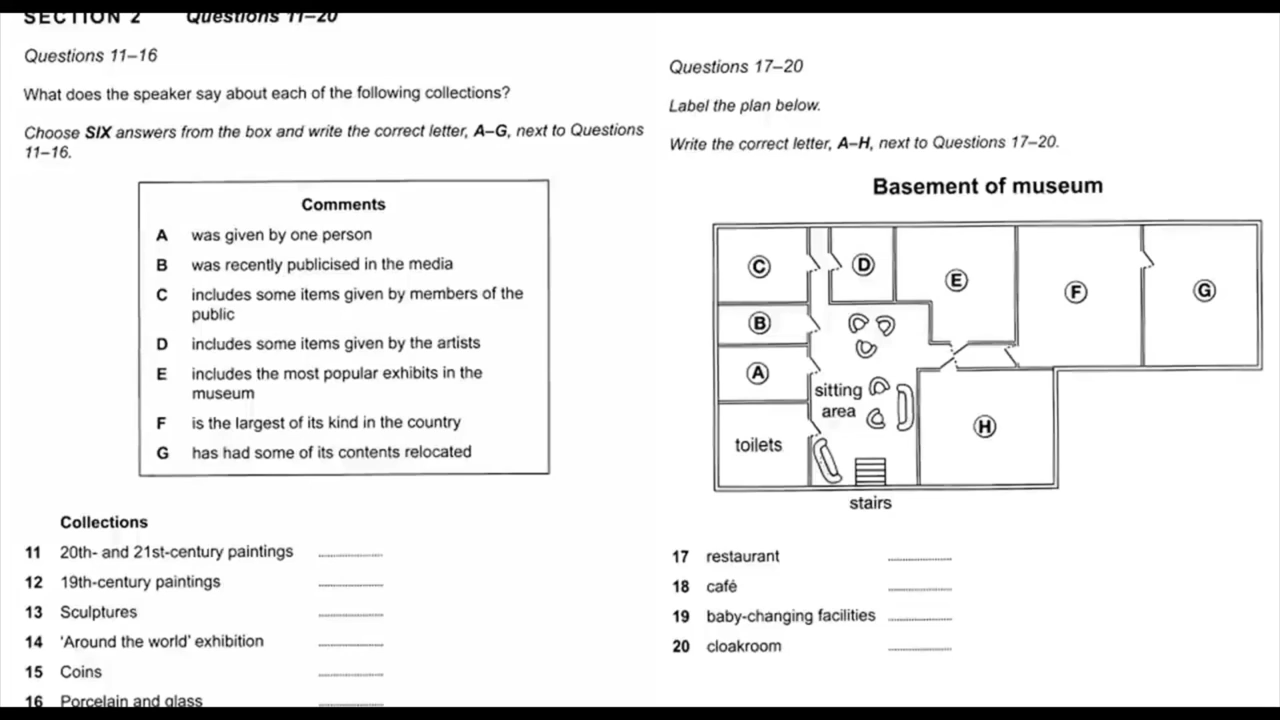 SECTION 2 Questions 11–20
Questions 11–16
What does the speaker say about each of the following collections?
Choose SIX answers from the box and write the correct letter, A–G, next to Questions
11–16.
Comments
A was given by one person
B was recently publicised in the media
C includes some items given by members of the
public
D includes some items given by the artists
E includes the most popular exhibits in the
museum
F is the largest of its kind in the country
G has had some of its contents relocated
Collections
11 20th- and 21st-century paintings
12 19th-century paintings
13 Sculptures
14 'Around the world' exhibition
15 Coins
16 Porcelain and glass
Questions 17–20
Label the plan below.
Write the correct letter, A–H, next to Questions 17–20.
Basement of museum
C
D
E
F
G
B
A
sitting
area
H
toilets
stairs
17 restaurant
18 café
19 baby-changing facilities
20 cloakroom